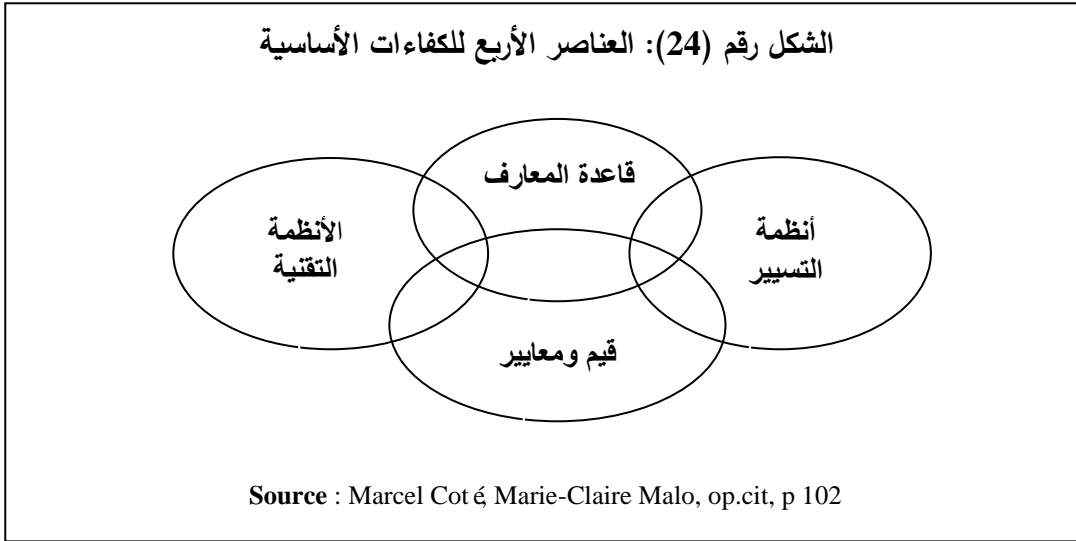 الشكل رقم (24): العناصر الأربع للكفاءات الأساسية
قاعدة المعارف
أنظمة
التسيير
الأنظمة
التقنية
قيم ومعايير
Source : Marcel Coté, Marie-Claire Malo, op.cit, p 102